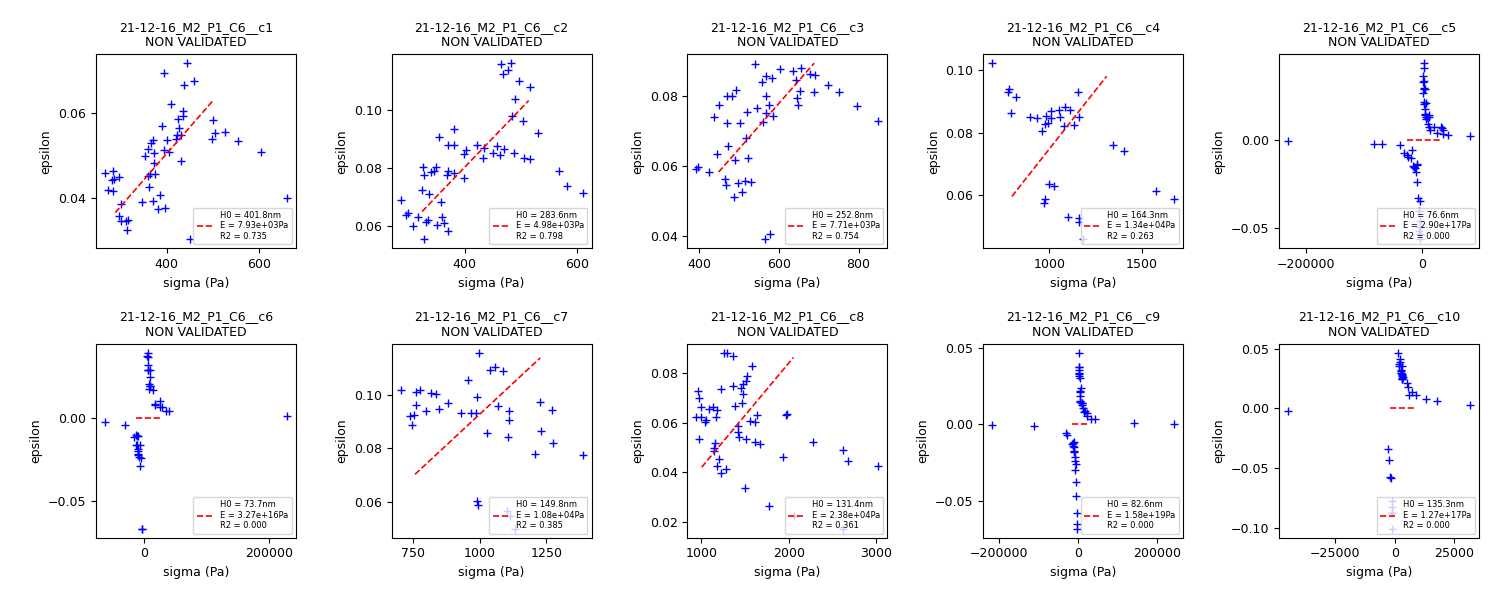 21-12-16_M2_P1_C6__c1
NON VALIDATED
epsilon
0.06
0.04
400
600
sigma (Pa)
H0 = 401.8nm
E = 7.93e+03Pa
R2 = 0.735
21-12-16_M2_P1_C6__c2
NON VALIDATED
epsilon
0.10
0.08
0.06
400
600
sigma (Pa)
H0 = 283.6nm
E = 4.98e+03Pa
R2 = 0.798
21-12-16_M2_P1_C6__c3
NON VALIDATED
epsilon
0.08
0.06
0.04
400
600
800
sigma (Pa)
H0 = 252.8nm
E = 7.71e+03Pa
R2 = 0.754
21-12-16_M2_P1_C6__c4
NON VALIDATED
epsilon
0.10
0.08
0.06
1000
1500
sigma (Pa)
H0 = 164.3nm
E = 1.34e+04Pa
R2 = 0.263
21-12-16_M2_P1_C6__c5
NON VALIDATED
epsilon
0.00
−0.05
−200000
0
sigma (Pa)
H0 = 76.6nm
E = 2.90e+17Pa
R2 = 0.000
21-12-16_M2_P1_C6__c6
NON VALIDATED
epsilon
0.00
−0.05
0
200000
sigma (Pa)
H0 = 73.7nm
E = 3.27e+16Pa
R2 = 0.000
21-12-16_M2_P1_C6__c7
NON VALIDATED
epsilon
0.10
0.08
0.06
750
1000
1250
sigma (Pa)
H0 = 149.8nm
E = 1.08e+04Pa
R2 = 0.385
21-12-16_M2_P1_C6__c8
NON VALIDATED
epsilon
0.08
0.06
0.04
0.02
1000
2000
3000
sigma (Pa)
H0 = 131.4nm
E = 2.38e+04Pa
R2 = 0.361
21-12-16_M2_P1_C6__c9
NON VALIDATED
epsilon
0.05
0.00
−0.05
−200000
0
200000
sigma (Pa)
H0 = 82.6nm
E = 1.58e+19Pa
R2 = 0.000
21-12-16_M2_P1_C6__c10
NON VALIDATED
epsilon
0.05
0.00
−0.05
−0.10
−25000
0
25000
sigma (Pa)
H0 = 135.3nm
E = 1.27e+17Pa
R2 = 0.000